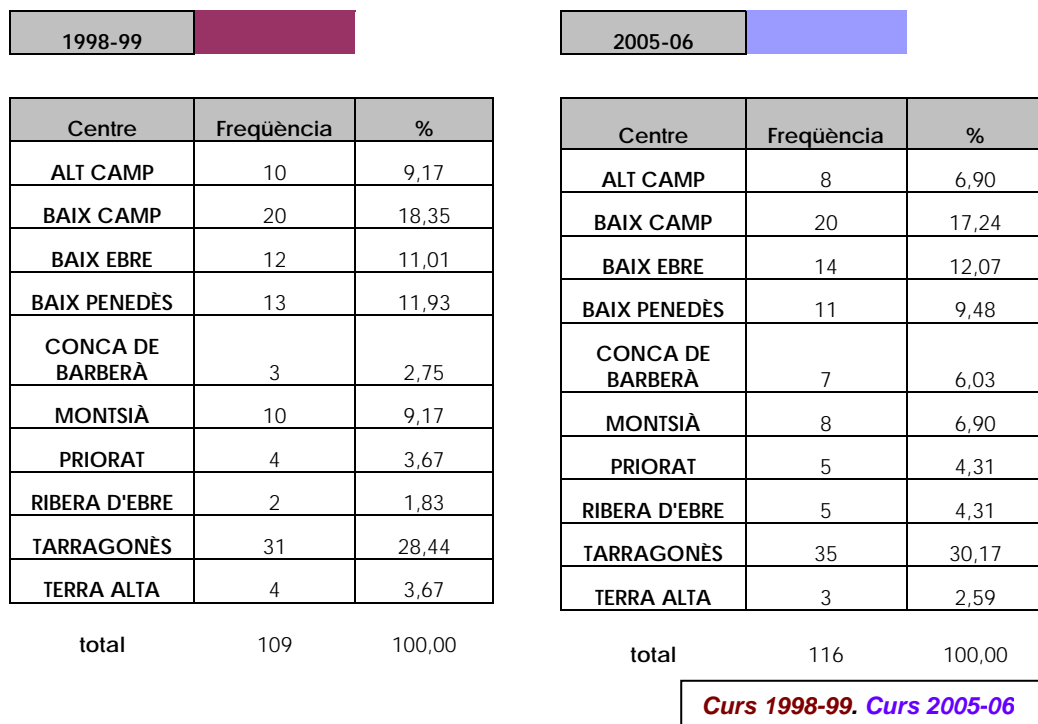 1998-99
Centre Freqüència %
ALT CAMP 10 9,17
BAIX CAMP 20 18,35
BAIX EBRE 12 11,01
BAIX PENEDÈS 13 11,93
CONCA DE
BARBERÀ 3 2,75
MONTSIÀ 10 9,17
PRIORAT 4 3,67
RIBERA D'EBRE 2 1,83
TARRAGONÈS 31 28,44
TERRA ALTA 4 3,67
total 109 100,00
2005-06
Centre Freqüència %
ALT CAMP 8 6,90
BAIX CAMP 20 17,24
BAIX EBRE 14 12,07
BAIX PENEDÈS 11 9,48
CONCA DE
BARBERÀ 7 6,03
MONTSIÀ 8 6,90
PRIORAT 5 4,31
RIBERA D'EBRE 5 4,31
TARRAGONÈS 35 30,17
TERRA ALTA 3 2,59
total 116 100,00
Curs 1998-99. Curs 2005-06